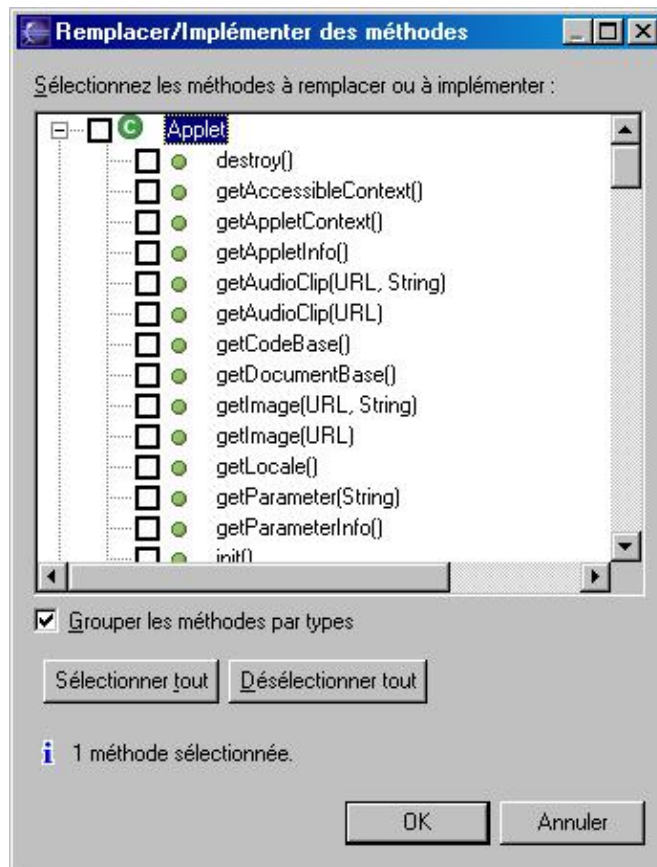 Remplacer/Implémenter des méthodes
Sélectionnez les méthodes à remplacer ou à implémenter :
C Applet
destroy()
getAccessibleContext()
getAppletContext()
getAppletInfo()
getAudioClip(URL, String)
getAudioClip(URL)
getCodeBase()
getDocumentBase()
getImage(URL, String)
getImage(URL)
getLocale()
getParameter(String)
getParameterInfo()
init()
Grouper les méthodes par types
Sélectionner tout Désélectionner tout
i 1 méthode sélectionnée.
OK Annuler